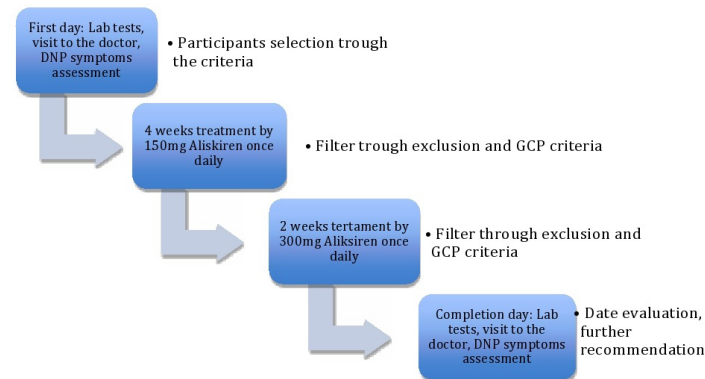 First day: Lab tests,
visit to the doctor,
DNP symptoms
assessment
• Participants selection trough
the criteria
4 weeks treatment by
150mg Aliskiren once
daily
• Filter trough exclusion and GCP criteria
2 weeks tertament by
300mg Aliksiren once
daily
• Filter through exclusion and
GCP criteria
Completion day: Lab
tests, visit to the
doctor, DNP symptoms
assessment
• Date evaluation,
further
recommendation